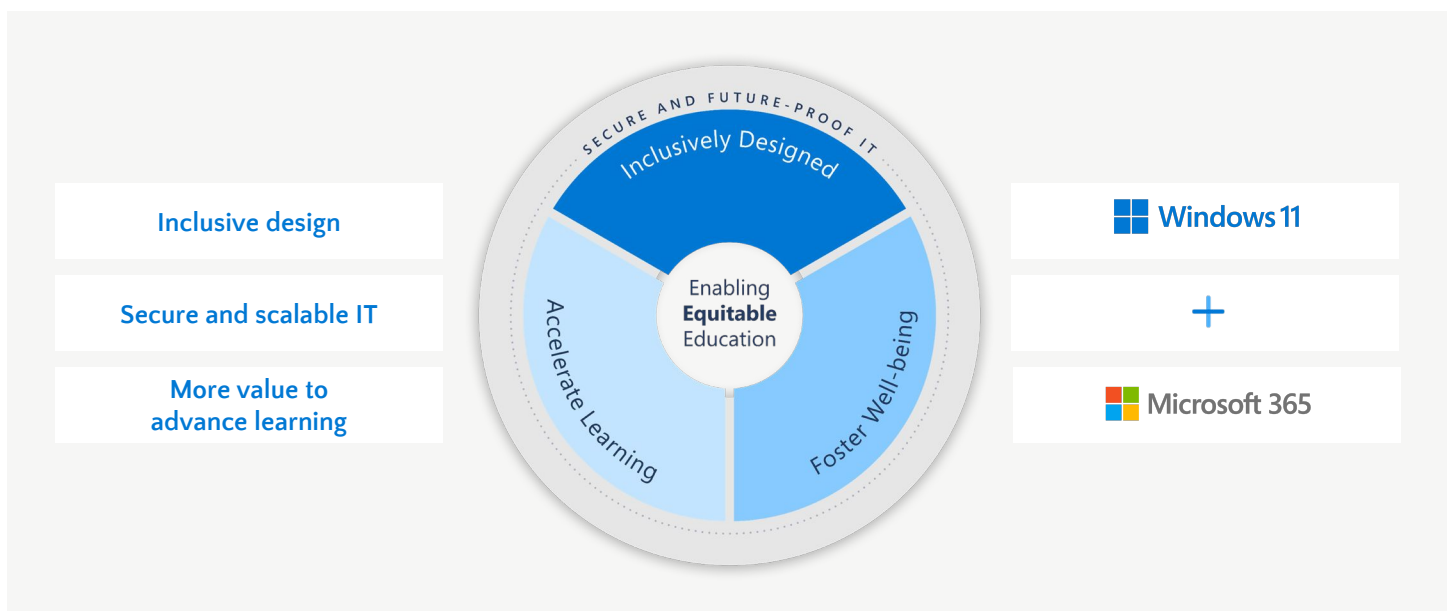 Inclusive design
Secure and scalable IT
More value to
advance learning
SECURE AND FUTURE-PROOF IT
Inclusively Designed
Accelerate Learning
Enabling
Equitable
Education
Foster Well-being
Windows 11
+
Microsoft 365